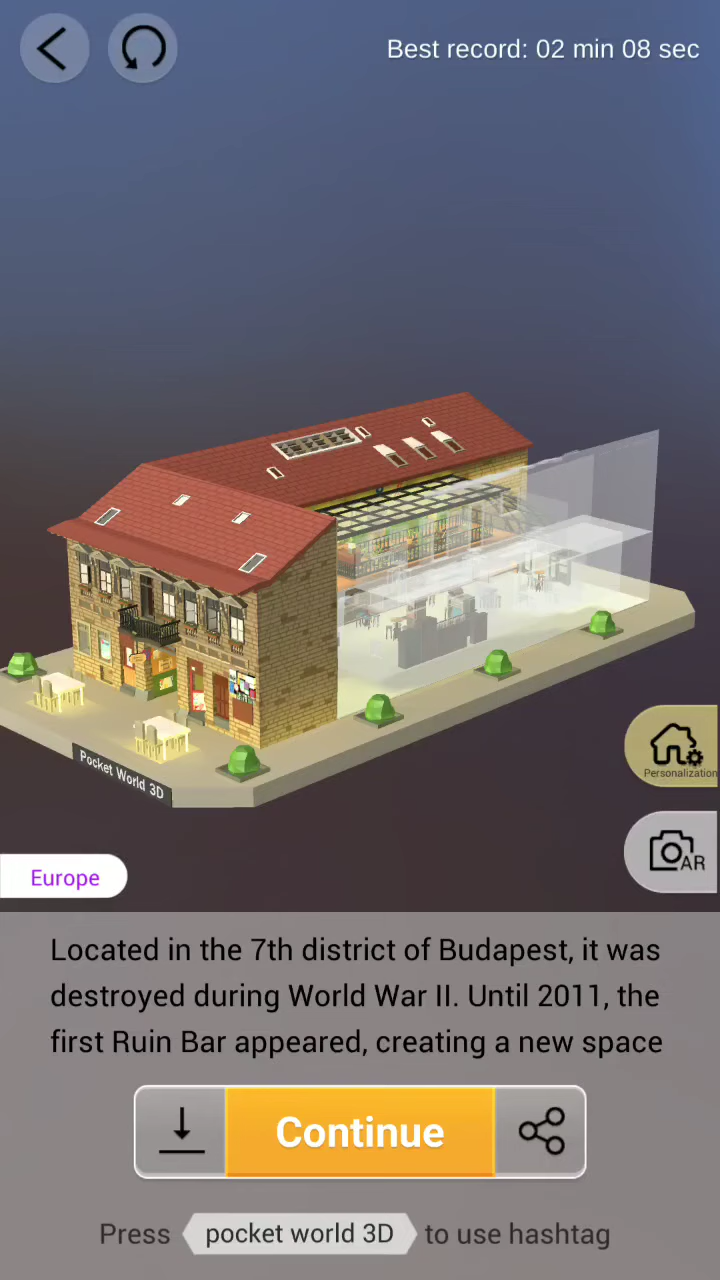 Best record: 02 min 08 sec
Pocket World 3D
Personalization
AR
Europe
Located in the 7th district of Budapest, it was
destroyed during World War II. Until 2011, the
first Ruin Bar appeared, creating a new space
Continue
Press pocket world 3D to use hashtag